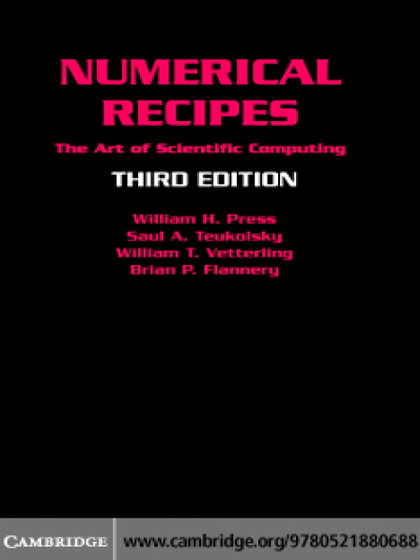 NUMERICAL
RECIPES
The Art of Scientific Computing
THIRD EDITION
William H. Press
Saul A. Teukolsky
William T. Vetterling
Brian P. Flannery
CAMBRIDGE
www.cambridge.org/9780521880688